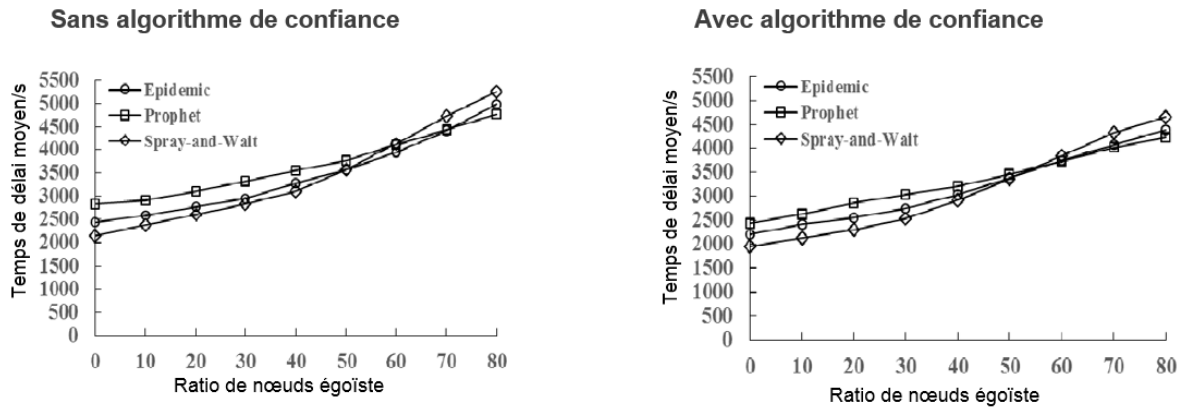 Sans algorithme de confiance
Temps de délai moyen/s
5500
5000
4500
4000
3500
3000
2500
2000
1500
1000
500
0
Epidemic
Prophet
Spray-and-Wait
0 10 20 30 40 50 60 70 80
Ratio de nœuds égoïste
Avec algorithme de confiance
Temps de délai moyen/s
5500
5000
4500
4000
3500
3000
2500
2000
1500
1000
500
0
Epidemic
Prophet
Spray-and-Wait
0 10 20 30 40 50 60 70 80
Ratio de nœuds égoïste